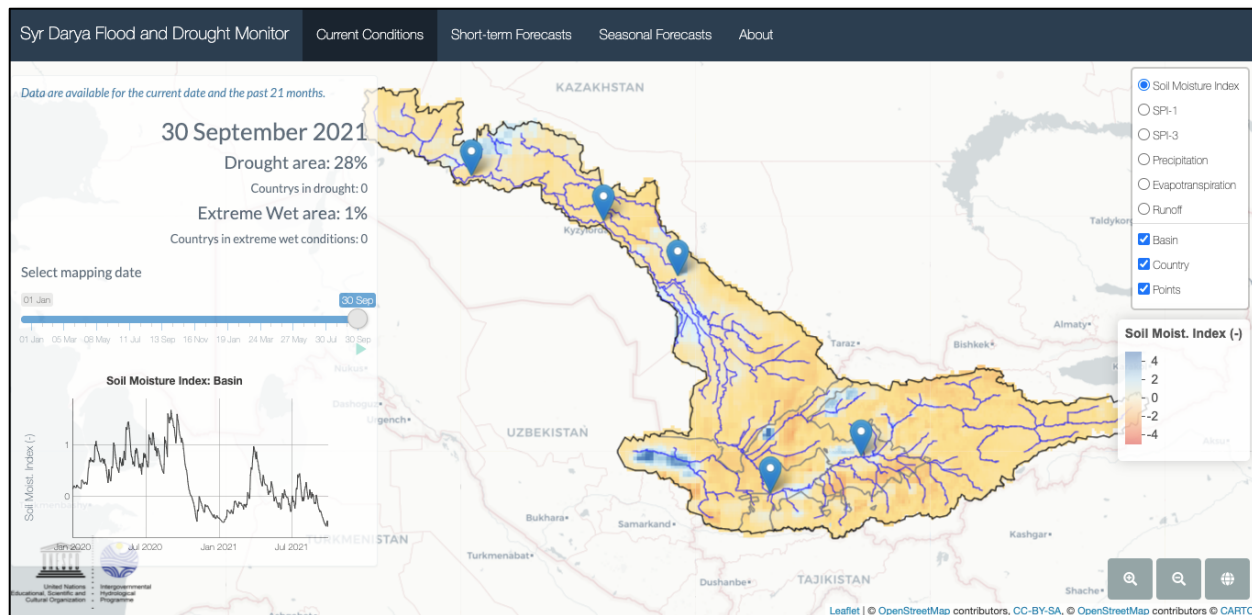 Syr Darya Flood and Drought Monitor
Current Conditions
Short-term Forecasts
Seasonal Forecasts
About
Data are available for the current date and the past 21 months.
30 September 2021
Drought area: 28%
Countrys in drought: 0
Extreme Wet area: 1%
Countrys in extreme wet conditions: 0
Select mapping date
01 Jan
30 Sep
01 Jan 05 Mar 08 May 11 Jul 13 Sep 16 Nov 19 Jan 24 Mar 27 May 30 Jul 30 Sep
Soil Moisture Index: Basin
Soil Moist. Index (-)
1
0
Jan 2020 Jul 2020 Jan 2021 Jul 2021
United Nations
Educational, Scientific and
Cultural Organization
Intergovernmental
Hydrological
Programme
KAZAKHSTAN
Taraz
Bishkek
Almaty
Nukus
Dashoguz
Urgench
UZBEKISTAN
Bukhara
Samarkand
TURKMENISTAN
Turkmenabat
Dushanbe
TAJIKISTAN
Kashgar
Shache
Soil Moisture Index
SPI-1
SPI-3
Precipitation
Evapotranspiration
Runoff
Basin
Country
Points
Soil Moist. Index (-)
4
2
0
-2
-4
Leaflet | © OpenStreetMap contributors, CC-BY-SA, © OpenStreetMap contributors © CARTO